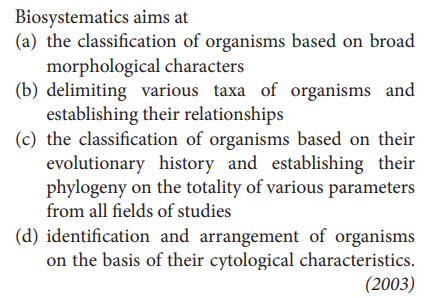 Biosystematics aims at
(a) the classification of organisms based on broad
morphological characters
(b) delimiting various taxa of organisms and
establishing their relationships
(c) the classification of organisms based on their
evolutionary history and establishing their
phylogeny on the totality of various parameters
from all fields of studies
(d) identification and arrangement of organisms
on the basis of their cytological characteristics.
(2003)